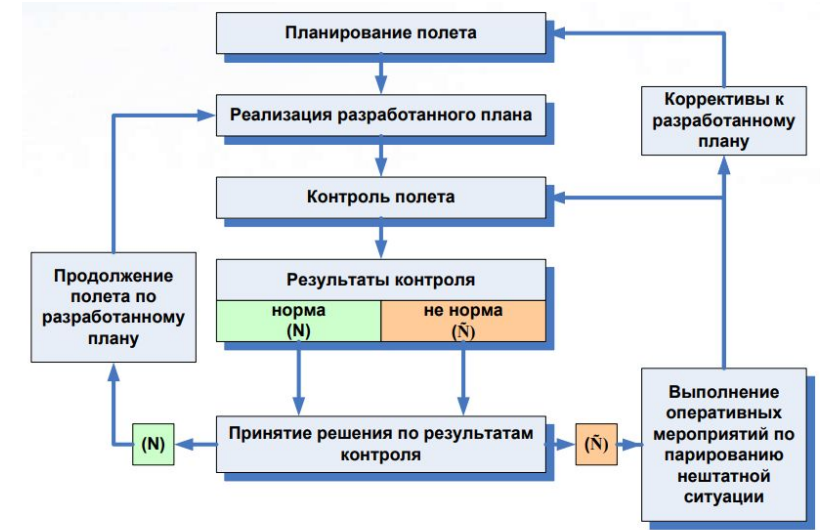 Планирование полета
Коррективы к
разработанному
плану
Реализация разработанного плана
Контроль полета
Продолжение
полета по
разработанному
плану
Результаты контроля
норма
(N)
не норма
(Ñ)
Принятие решения по результатам
контроля
(N)
(Ñ)
Выполнение
оперативных
мероприятий по
парированию
нештатной
ситуации